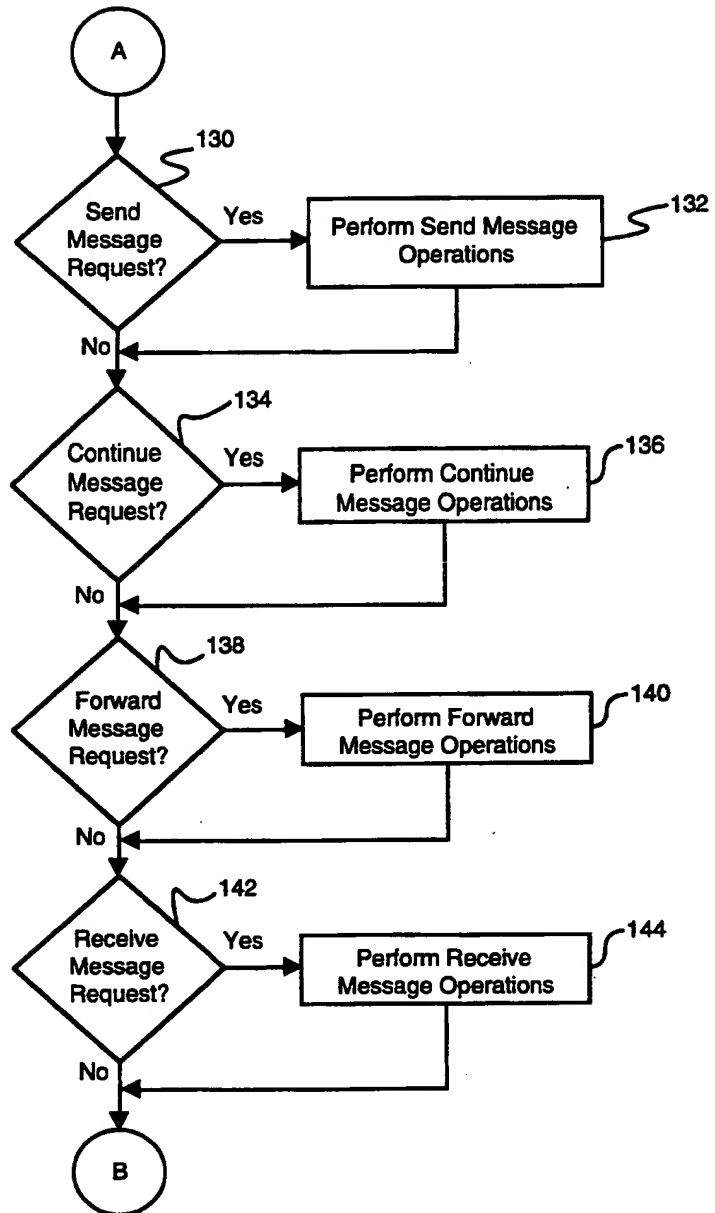 A
130
Send
Message
Request?
Yes
Perform Send Message
Operations
132
No
134
Continue
Message
Request?
Yes
Perform Continue
Message Operations
136
No
138
Forward
Message
Request?
Yes
Perform Forward
Message Operations
140
No
142
Receive
Message
Request?
Yes
Perform Receive
Message Operations
144
No
B